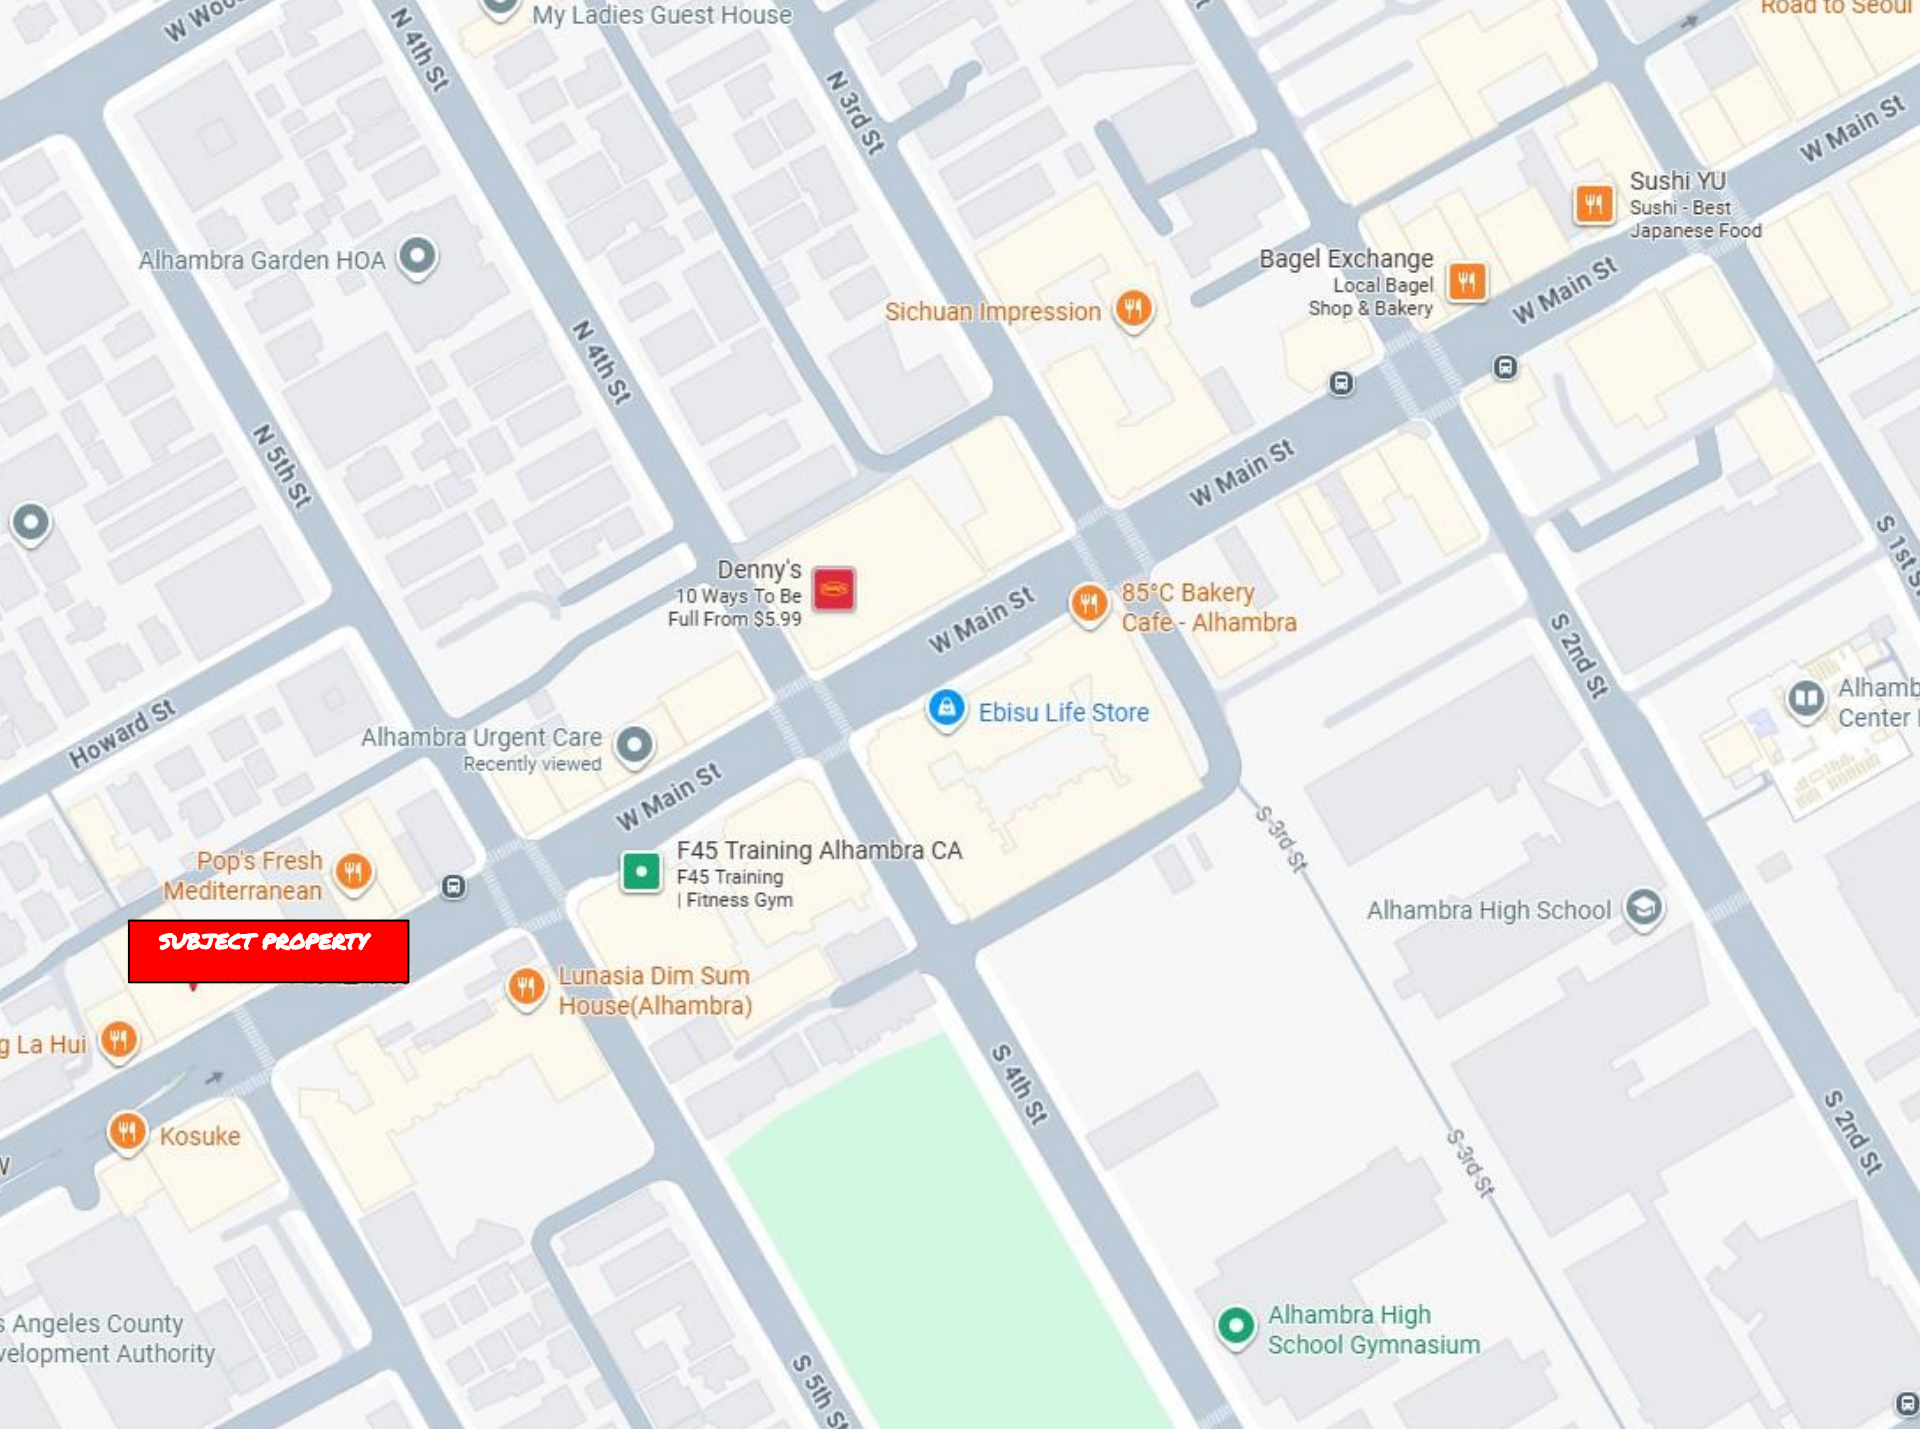 My Ladies Guest House
N 4th St
N 3rd St
Road to Seoul
W Main St
Sushi YU
Sushi - Best
Japanese Food
Alhambra Garden HOA
Bagel Exchange
Local Bagel
Shop & Bakery
W Main St
Sichuan Impression
N 4th St
N 5th St
W Main St
Denny's
10 Ways To Be
Full From $5.99
W Main St
85°C Bakery
Cafe - Alhambra
S 1st S
S 2nd St
Howard St
Ebisu Life Store
Alhamb
Center
Alhambra Urgent Care
Recently viewed
W Main St
S 3rd St
Pop's Fresh
Mediterranean
F45 Training Alhambra CA
F45 Training
| Fitness Gym
Alhambra High School
SUBJECT PROPERTY
Lunasia Dim Sum
House(Alhambra)
g La Hui
S 4th St
Kosuke
S 3rd St
S 2nd St
s Angeles County
velopment Authority
Alhambra High
School Gymnasium
S 5th St